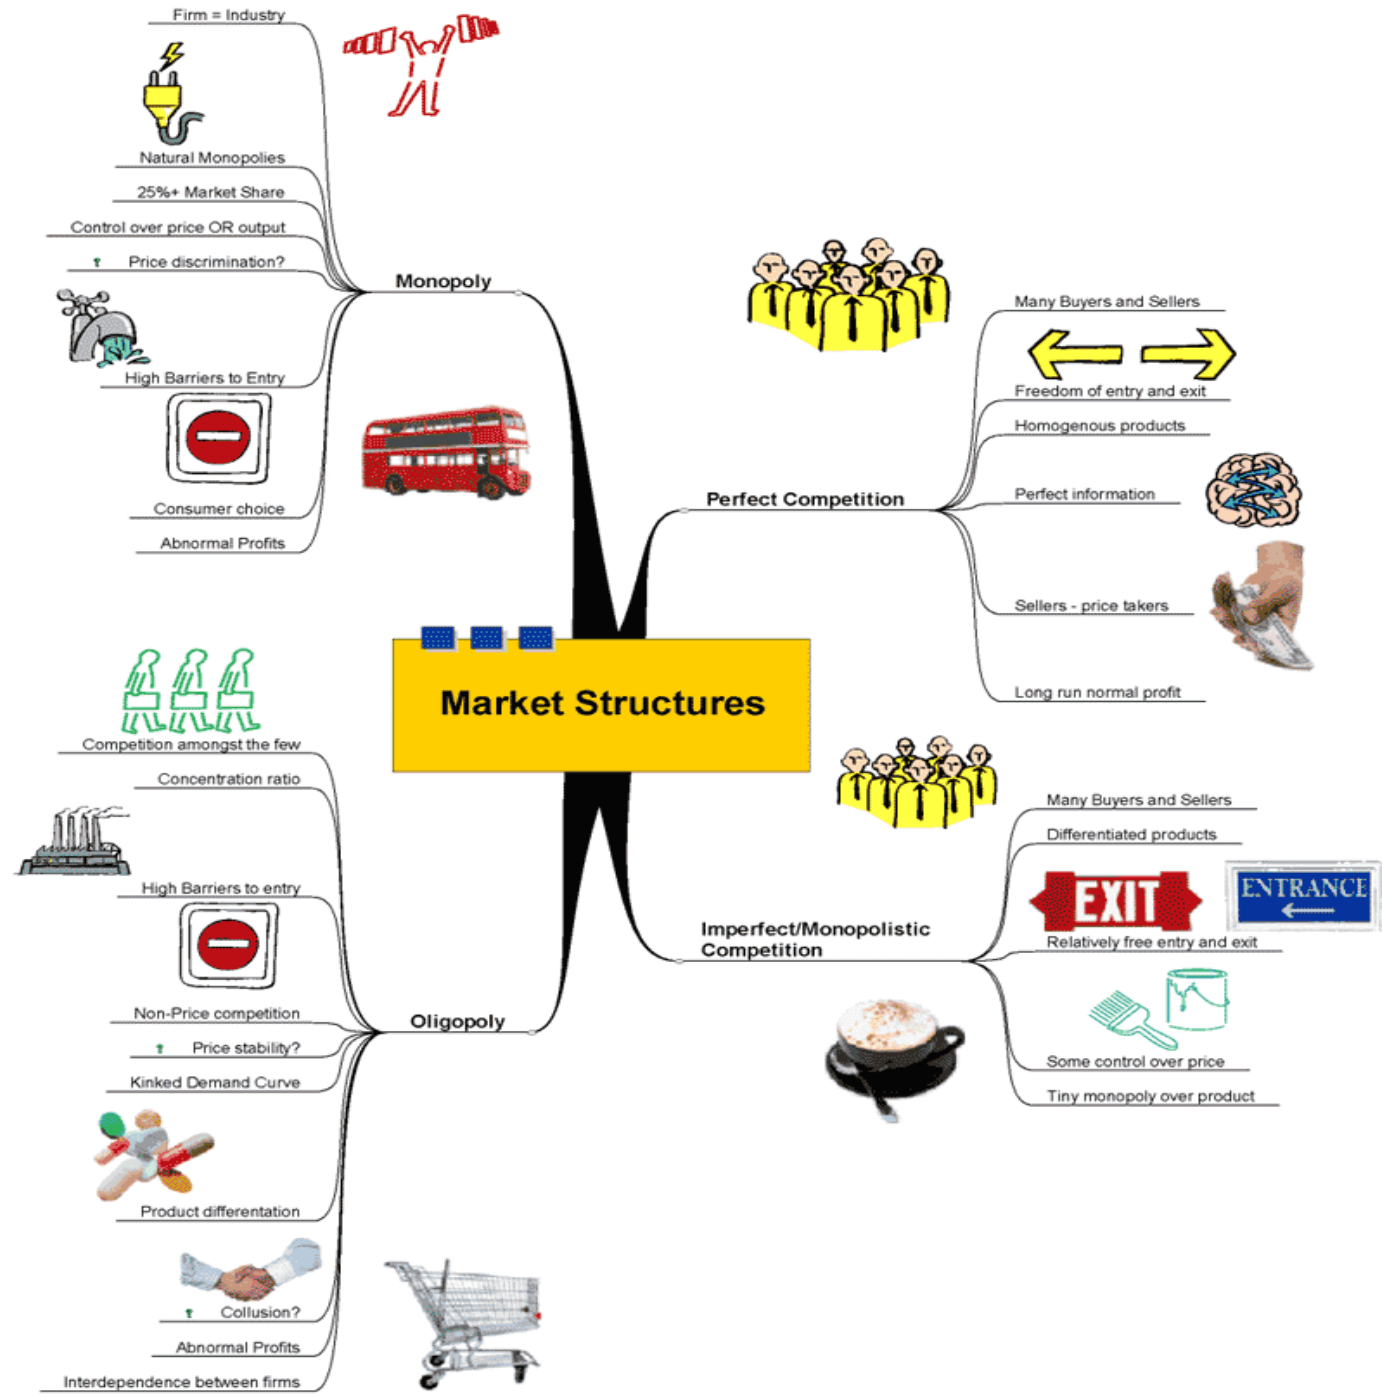 Firm = Industry
Natural Monopolies
25%+ Market Share
Control over price OR output
? Price discrimination?
High Barriers to Entry
Consumer choice
Abnormal Profits
Monopoly
Many Buyers and Sellers
Freedom of entry and exit
Homogenous products
Perfect information
Sellers - price takers
Long run normal profit
Perfect Competition
Market Structures
Competition amongst the few
Concentration ratio
High Barriers to entry
Non-Price competition
? Price stability?
Kinked Demand Curve
Product differentation
? Collusion?
Abnormal Profits
Interdependence between firms
Oligopoly
Many Buyers and Sellers
Differentiated products
EXIT
ENTRANCE
Relatively free entry and exit
Some control over price
Tiny monopoly over product
Imperfect/Monopolistic
Competition